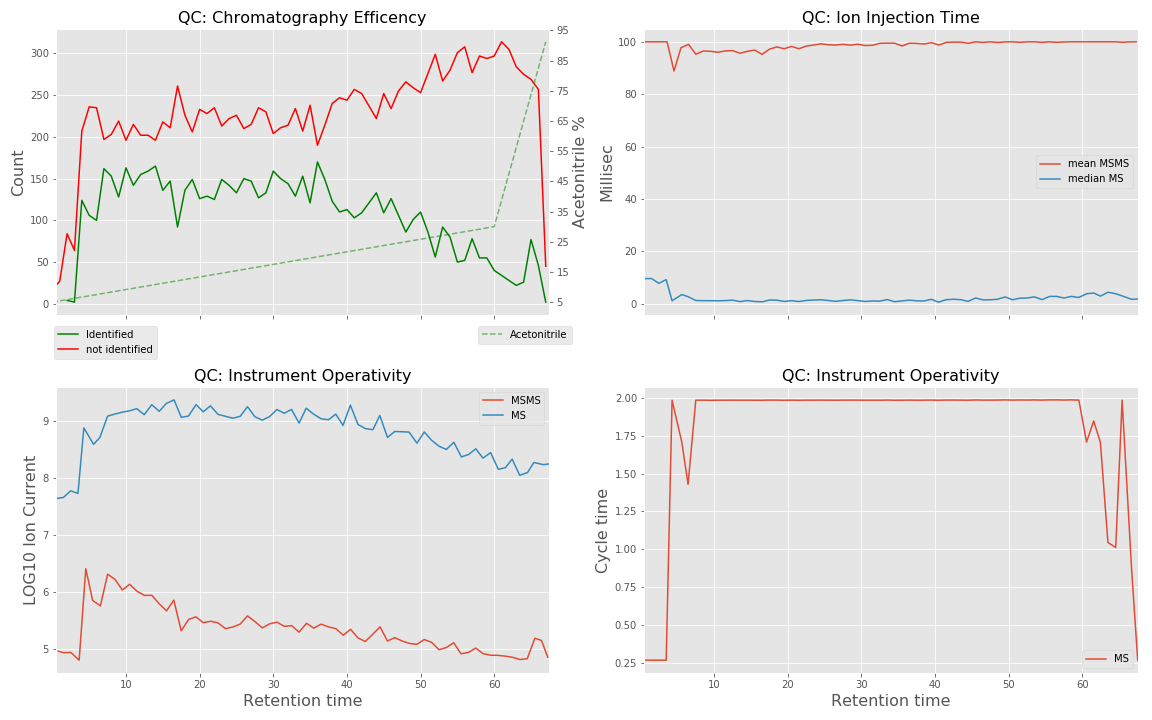 QC: Chromatography Efficency
300
250
200
150
100
50
0
Count
95
85
75
65
55
45
35
25
15
5
Acetonitrile %
Identified
not identified
Acetonitrile
QC: Ion Injection Time
100
80
60
40
20
0
Millisec
mean MSMS
median MS
QC: Instrument Operativity
9
8
7
6
5
LOG10 Ion Current
MSMS
MS
10 20 30 40 50 60
Retention time
QC: Instrument Operativity
2.00
1.75
1.50
1.25
1.00
0.75
0.50
0.25
Cycle time
MS
10 20 30 40 50 60
Retention time